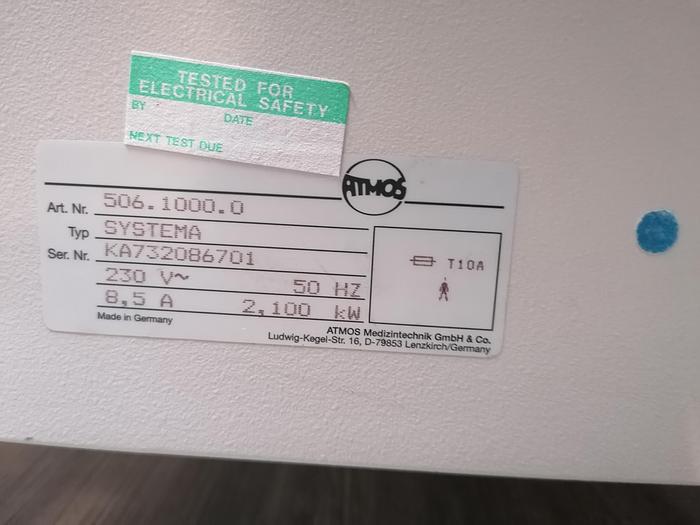 TESTED FOR
ELECTRICAL SAFETY
BY
DATE
NEXT TEST DUE
ATMOS
Art. Nr. 506.1000.0
Typ SYSTEMA
Ser. Nr. KA732086701
230 V~ 50 HZ
8,5 A 2,100 kW
T10A
Made in Germany
ATMOS Medizintechnik GmbH & Co.
Ludwig-Kegel-Str. 16, D-79853 Lenzkirch/Germany